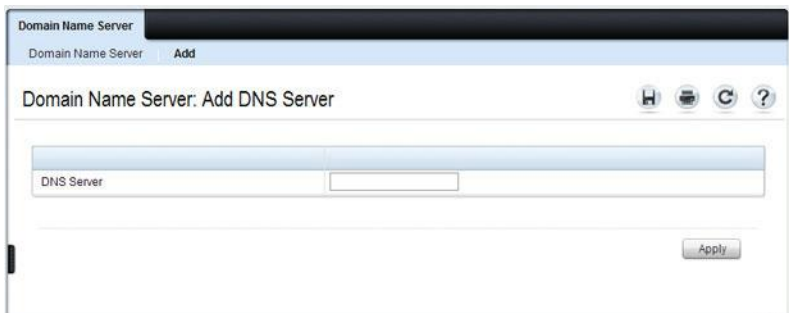 Domain Name Server
Domain Name Server Add
Domain Name Server: Add DNS Server
DNS Server
Apply